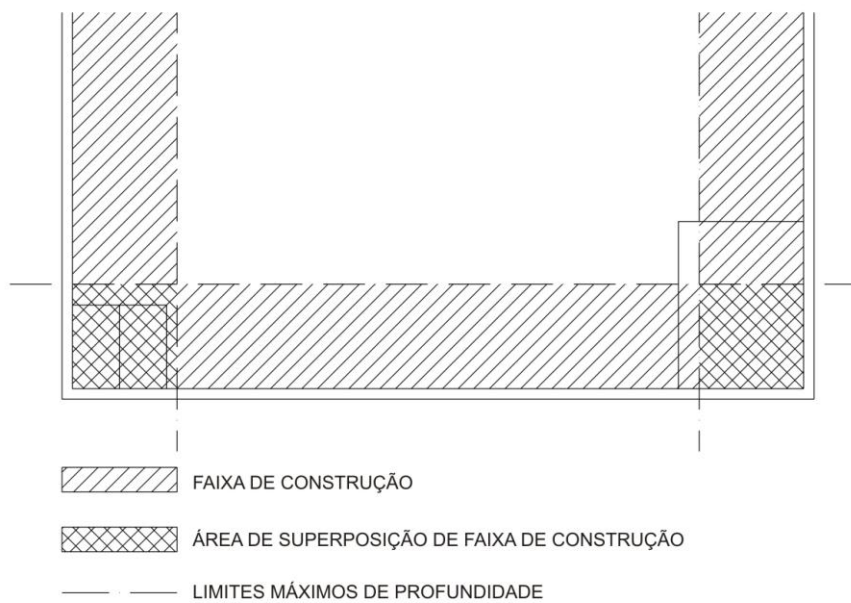 FAIXA DE CONSTRUÇÃO
ÁREA DE SUPERPOSIÇÃO DE FAIXA DE CONSTRUÇÃO
LIMITES MÁXIMOS DE PROFUNDIDADE